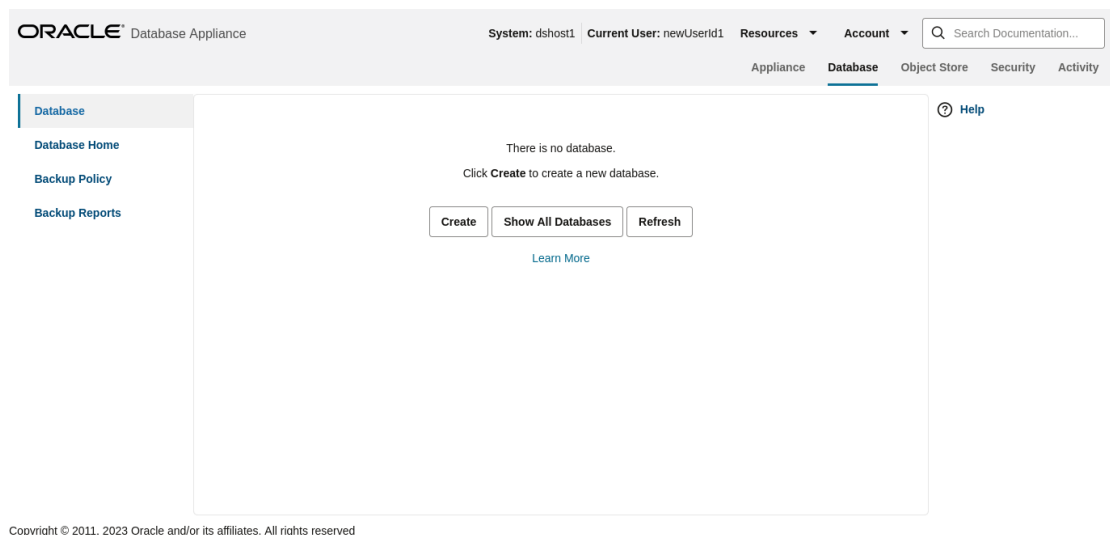 ORACLE® Database Appliance
System: dshost1 Current User: newUserId1 Resources Account Search Documentation...
Appliance Database Object Store Security Activity
Database
Database Home
Backup Policy
Backup Reports
There is no database.
Click Create to create a new database.
Create Show All Databases Refresh
Learn More
Help
Copyright © 2011, 2023 Oracle and/or its affiliates. All rights reserved